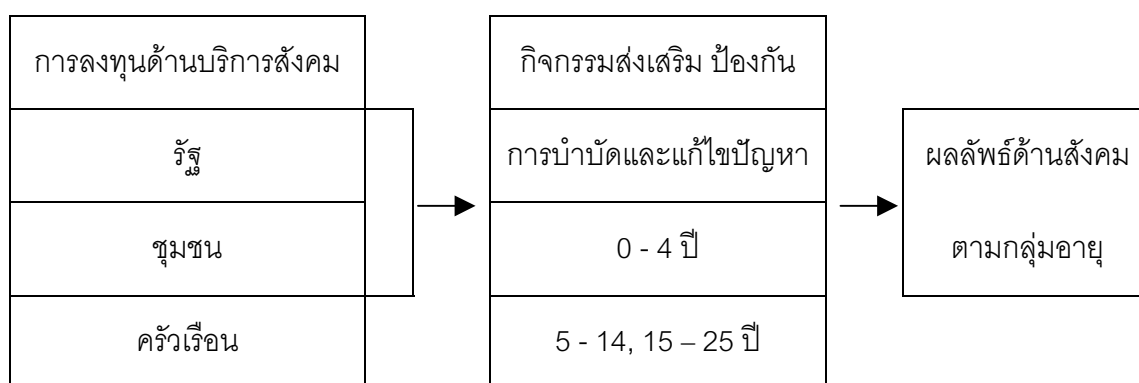 การลงทุนด้านบริการสังคม
รัฐ
ชุมชน
ครัวเรือน
กิจกรรมส่งเสริม ป้องกัน
การบำบัดและแก้ไขปัญหา
0 - 4 ปี
5 - 14, 15 – 25 ปี
ผลลัพธ์ด้านสังคม
ตามกลุ่มอายุ